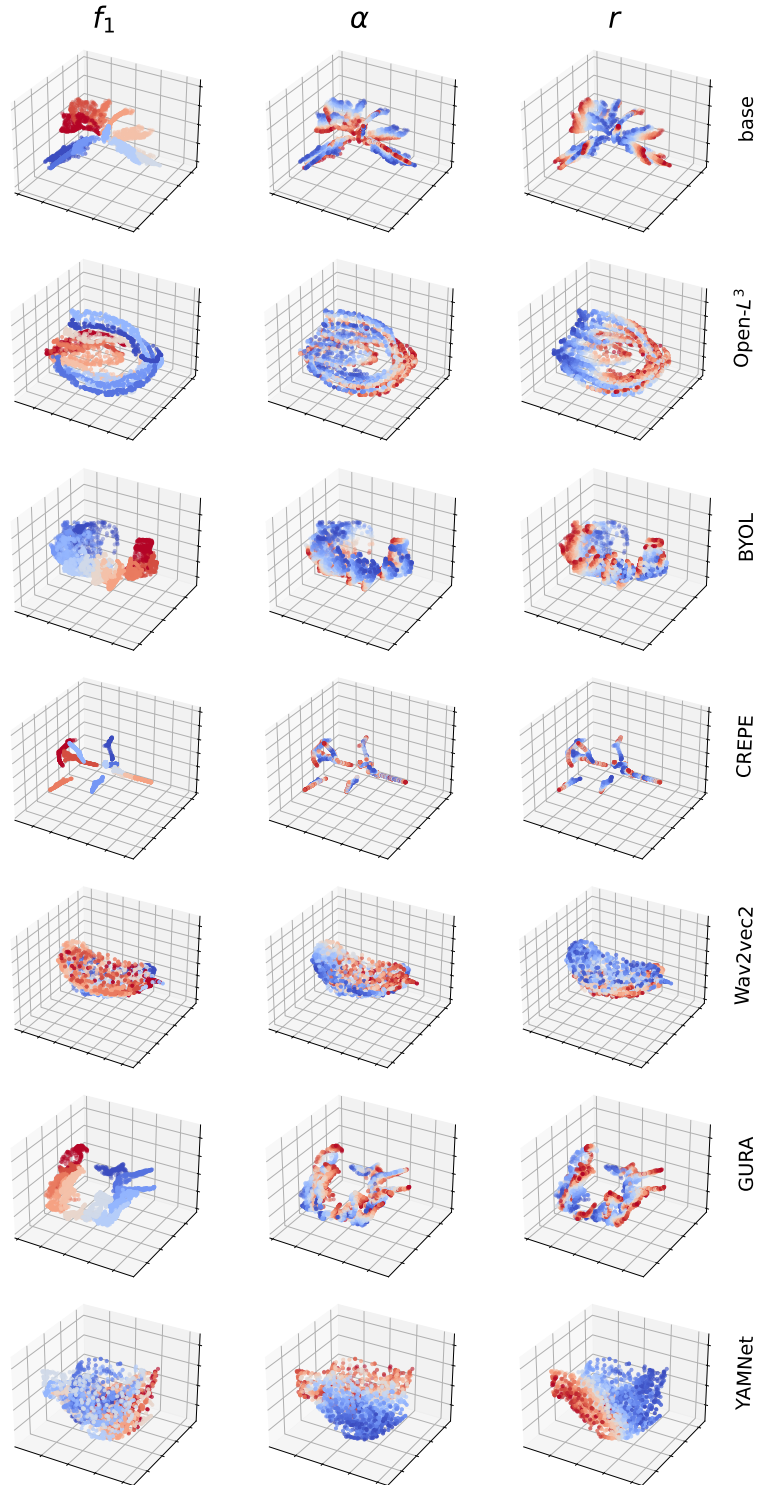 f₁ α r
base
Open-L³
BYOL
CREPE
Wav2vec2
GURA
YAMNet